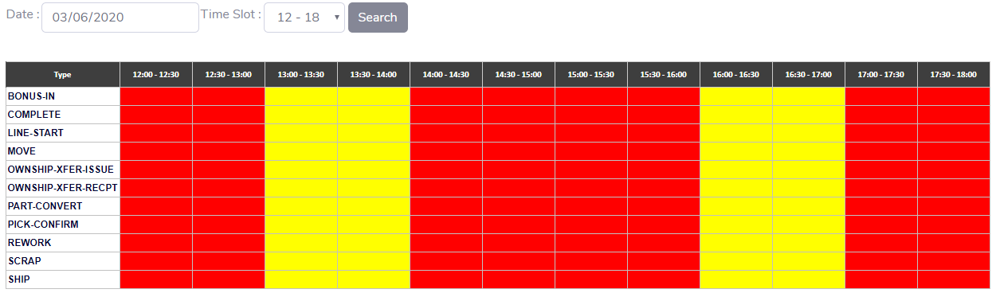 Date : 03/06/2020 Time Slot : 12 - 18 Search
Type 12:00 - 12:30 12:30 - 13:00 13:00 - 13:30 13:30 - 14:00 14:00 - 14:30 14:30 - 15:00 15:00 - 15:30 15:30 - 16:00 16:00 - 16:30 16:30 - 17:00 17:00 - 17:30 17:30 - 18:00
BONUS-IN
COMPLETE
LINE-START
MOVE
OWNSHIP-XFER-ISSUE
OWNSHIP-XFER-RECPT
PART-CONVERT
PICK-CONFIRM
REWORK
SCRAP
SHIP